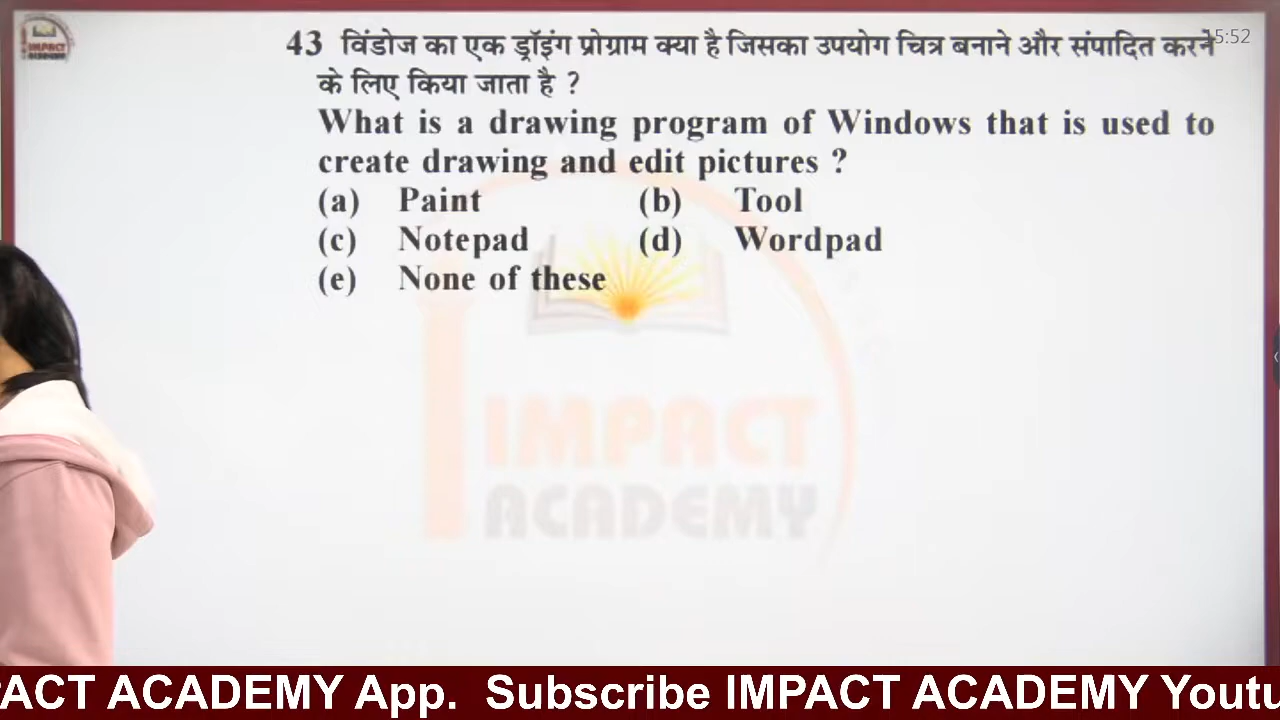 IMPACT
ACADEMY
43 विंडोज का एक ड्रॉइंग प्रोग्राम क्या है जिसका उपयोग चित्र बनाने और संपादित करने
के लिए किया जाता है ?
What is a drawing program of Windows that is used to
create drawing and edit pictures ?
(a) Paint (b) Tool
(c) Notepad (d) Wordpad
(e) None of these
IMPACT
ACADEMY
ACT ACADEMY App. Subscribe IMPACT ACADEMY Youtu